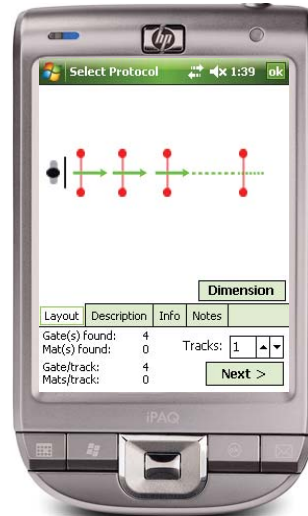 hp
Select Protocol 1:39 ok
Dimension
Layout Description Info Notes
Gate(s) found: 4
Mat(s) found: 0
Tracks: 1
Gate/track: 4
Mats/track: 0
Next >
iPAQ